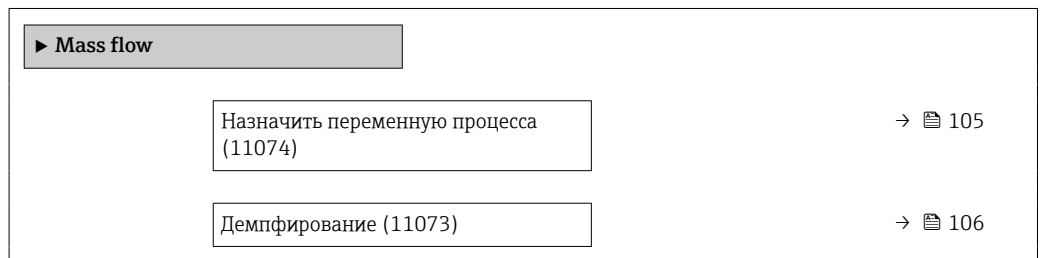 ▶ Mass flow
Назначить переменную процесса
(11074)
→ 105
Демпфирование (11073)
→ 106